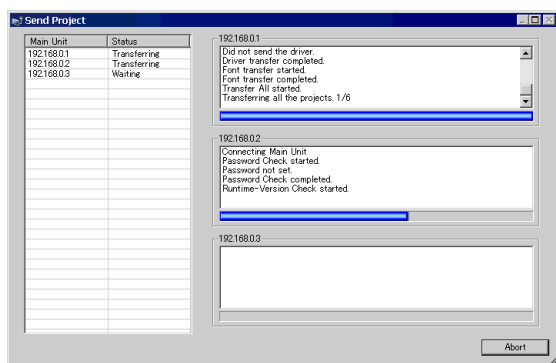 Send Project
Main Unit Status
192.168.0.1 Transferring
192.168.0.2 Transferring
192.168.0.3 Waiting
192.168.0.1
Did not send the driver.
Driver transfer completed.
Font transfer started.
Font transfer completed.
Transfer All started.
Transferring all the projects. 1/6
192.168.0.2
Connecting Main Unit
Password Check started.
Password not set.
Password Check completed.
Runtime-Version Check started.
192.168.0.3
Abort